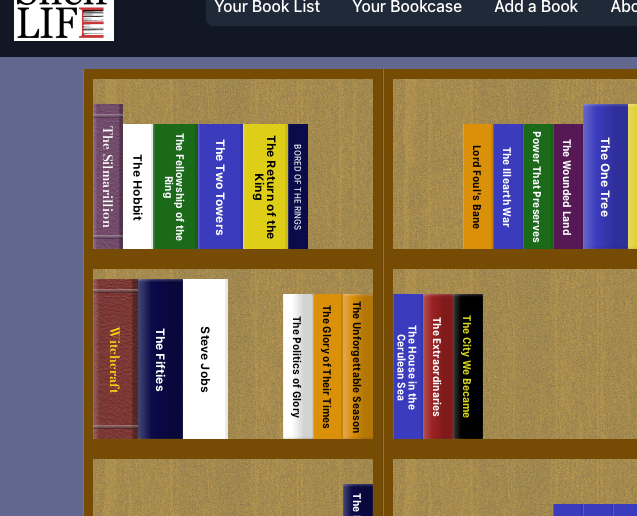 LIFE
Your Book List
Your Bookcase
Add a Book
The Silmarillion
The Hobbit
The Fellowship of the
Ring
The Two Towers
The Return of the
King
BORED OF THE RINGS
Lord Foul's Bane
The Illearth War
Power That Preserves
The Wounded Land
The One Tree
Witchcraft
The Fifties
Steve Jobs
The Politics of Glory
The Glory of Their Times
The Unforgettable Season
The House in the
Cerulean Sea
The Extraordinaries
The City We Became
The